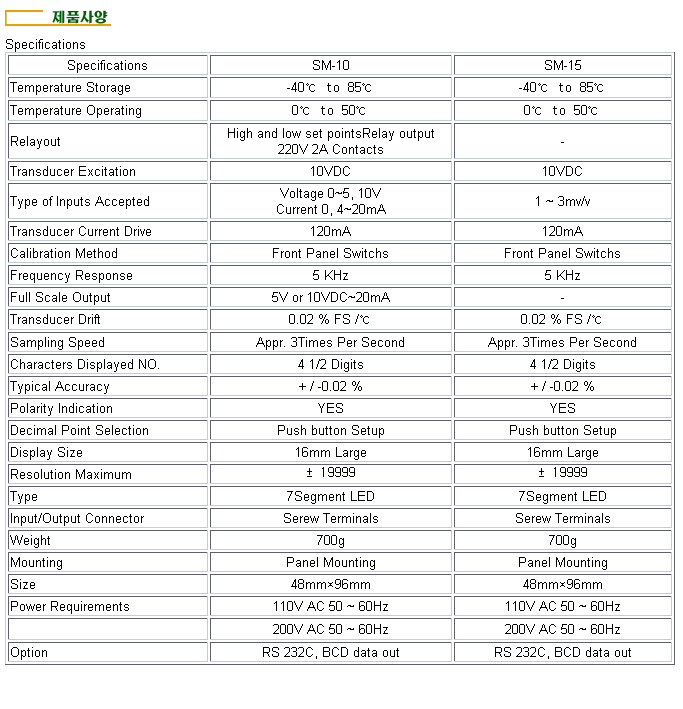 제품사양
Specifications
Specifications SM-10 SM-15
Temperature Storage -40℃ to 85℃ -40℃ to 85℃
Temperature Operating 0℃ to 50℃ 0℃ to 50℃
Relayout High and low set pointsRelay output
220V 2A Contacts -
Transducer Excitation 10VDC 10VDC
Type of Inputs Accepted Voltage 0~5, 10V
Current 0, 4~20mA 1 ~ 3mv/v
Transducer Current Drive 120mA 120mA
Calibration Method Front Panel Switchs Front Panel Switchs
Frequency Response 5 KHz 5 KHz
Full Scale Output 5V or 10VDC~20mA -
Transducer Drift 0.02 % FS /℃ 0.02 % FS /℃
Sampling Speed Appr. 3Times Per Second Appr. 3Times Per Second
Characters Displayed NO. 4 1/2 Digits 4 1/2 Digits
Typical Accuracy + / -0.02 % + / -0.02 %
Polarity Indication YES YES
Decimal Point Selection Push button Setup Push button Setup
Display Size 16mm Large 16mm Large
Resolution Maximum ± 19999 ± 19999
Type 7Segment LED 7Segment LED
Input/Output Connector Serew Terminals Serew Terminals
Weight 700g 700g
Mounting Panel Mounting Panel Mounting
Size 48mm×96mm 48mm×96mm
Power Requirements 110V AC 50 ~ 60Hz 110V AC 50 ~ 60Hz
200V AC 50 ~ 60Hz 200V AC 50 ~ 60Hz
Option RS 232C, BCD data out RS 232C, BCD data out